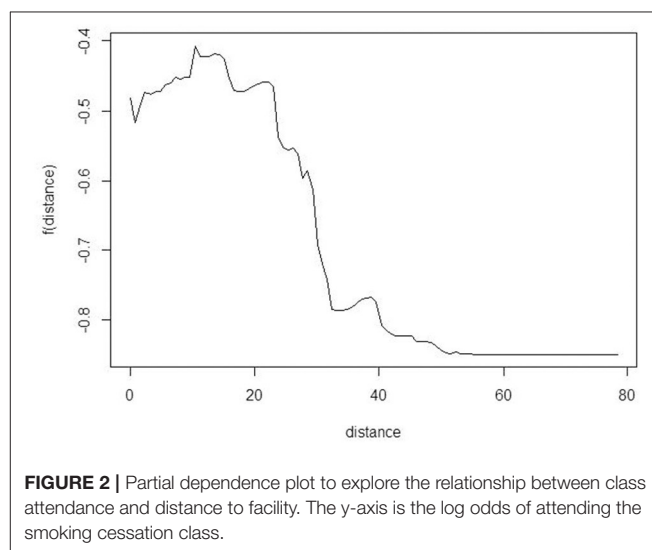 -0.4
-0.5
-0.6
-0.7
-0.8
f(distance)
0 20 40 60 80
distance
FIGURE 2 | Partial dependence plot to explore the relationship between class
attendance and distance to facility. The y-axis is the log odds of attending the
smoking cessation class.